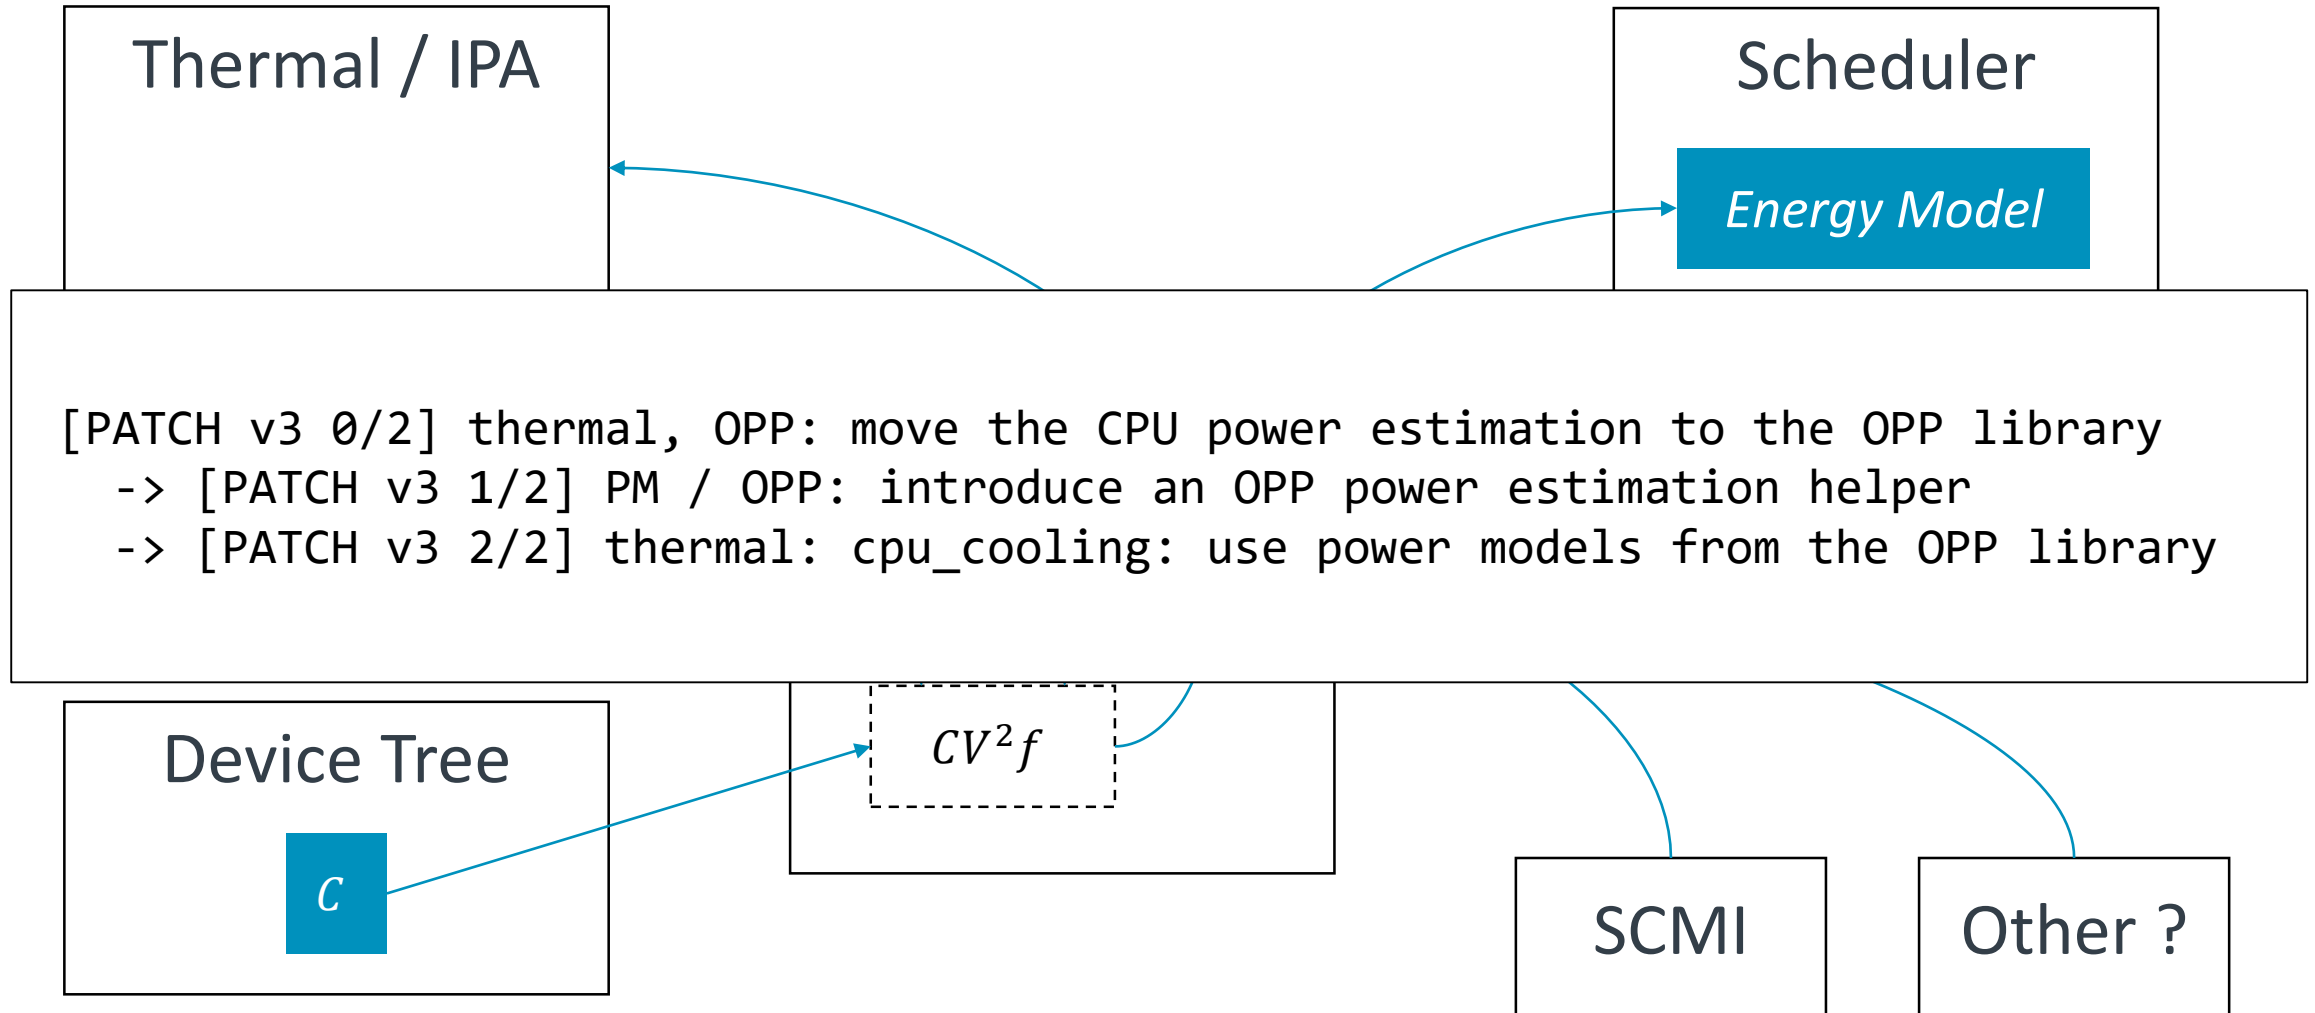 Thermal / IPA
Scheduler
Energy Model
[PATCH v3 0/2] thermal, OPP: move the CPU power estimation to the OPP library
-> [PATCH v3 1/2] PM / OPP: introduce an OPP power estimation helper
-> [PATCH v3 2/2] thermal: cpu_cooling: use power models from the OPP library
Device Tree
CV²f
C
SCMI
Other ?